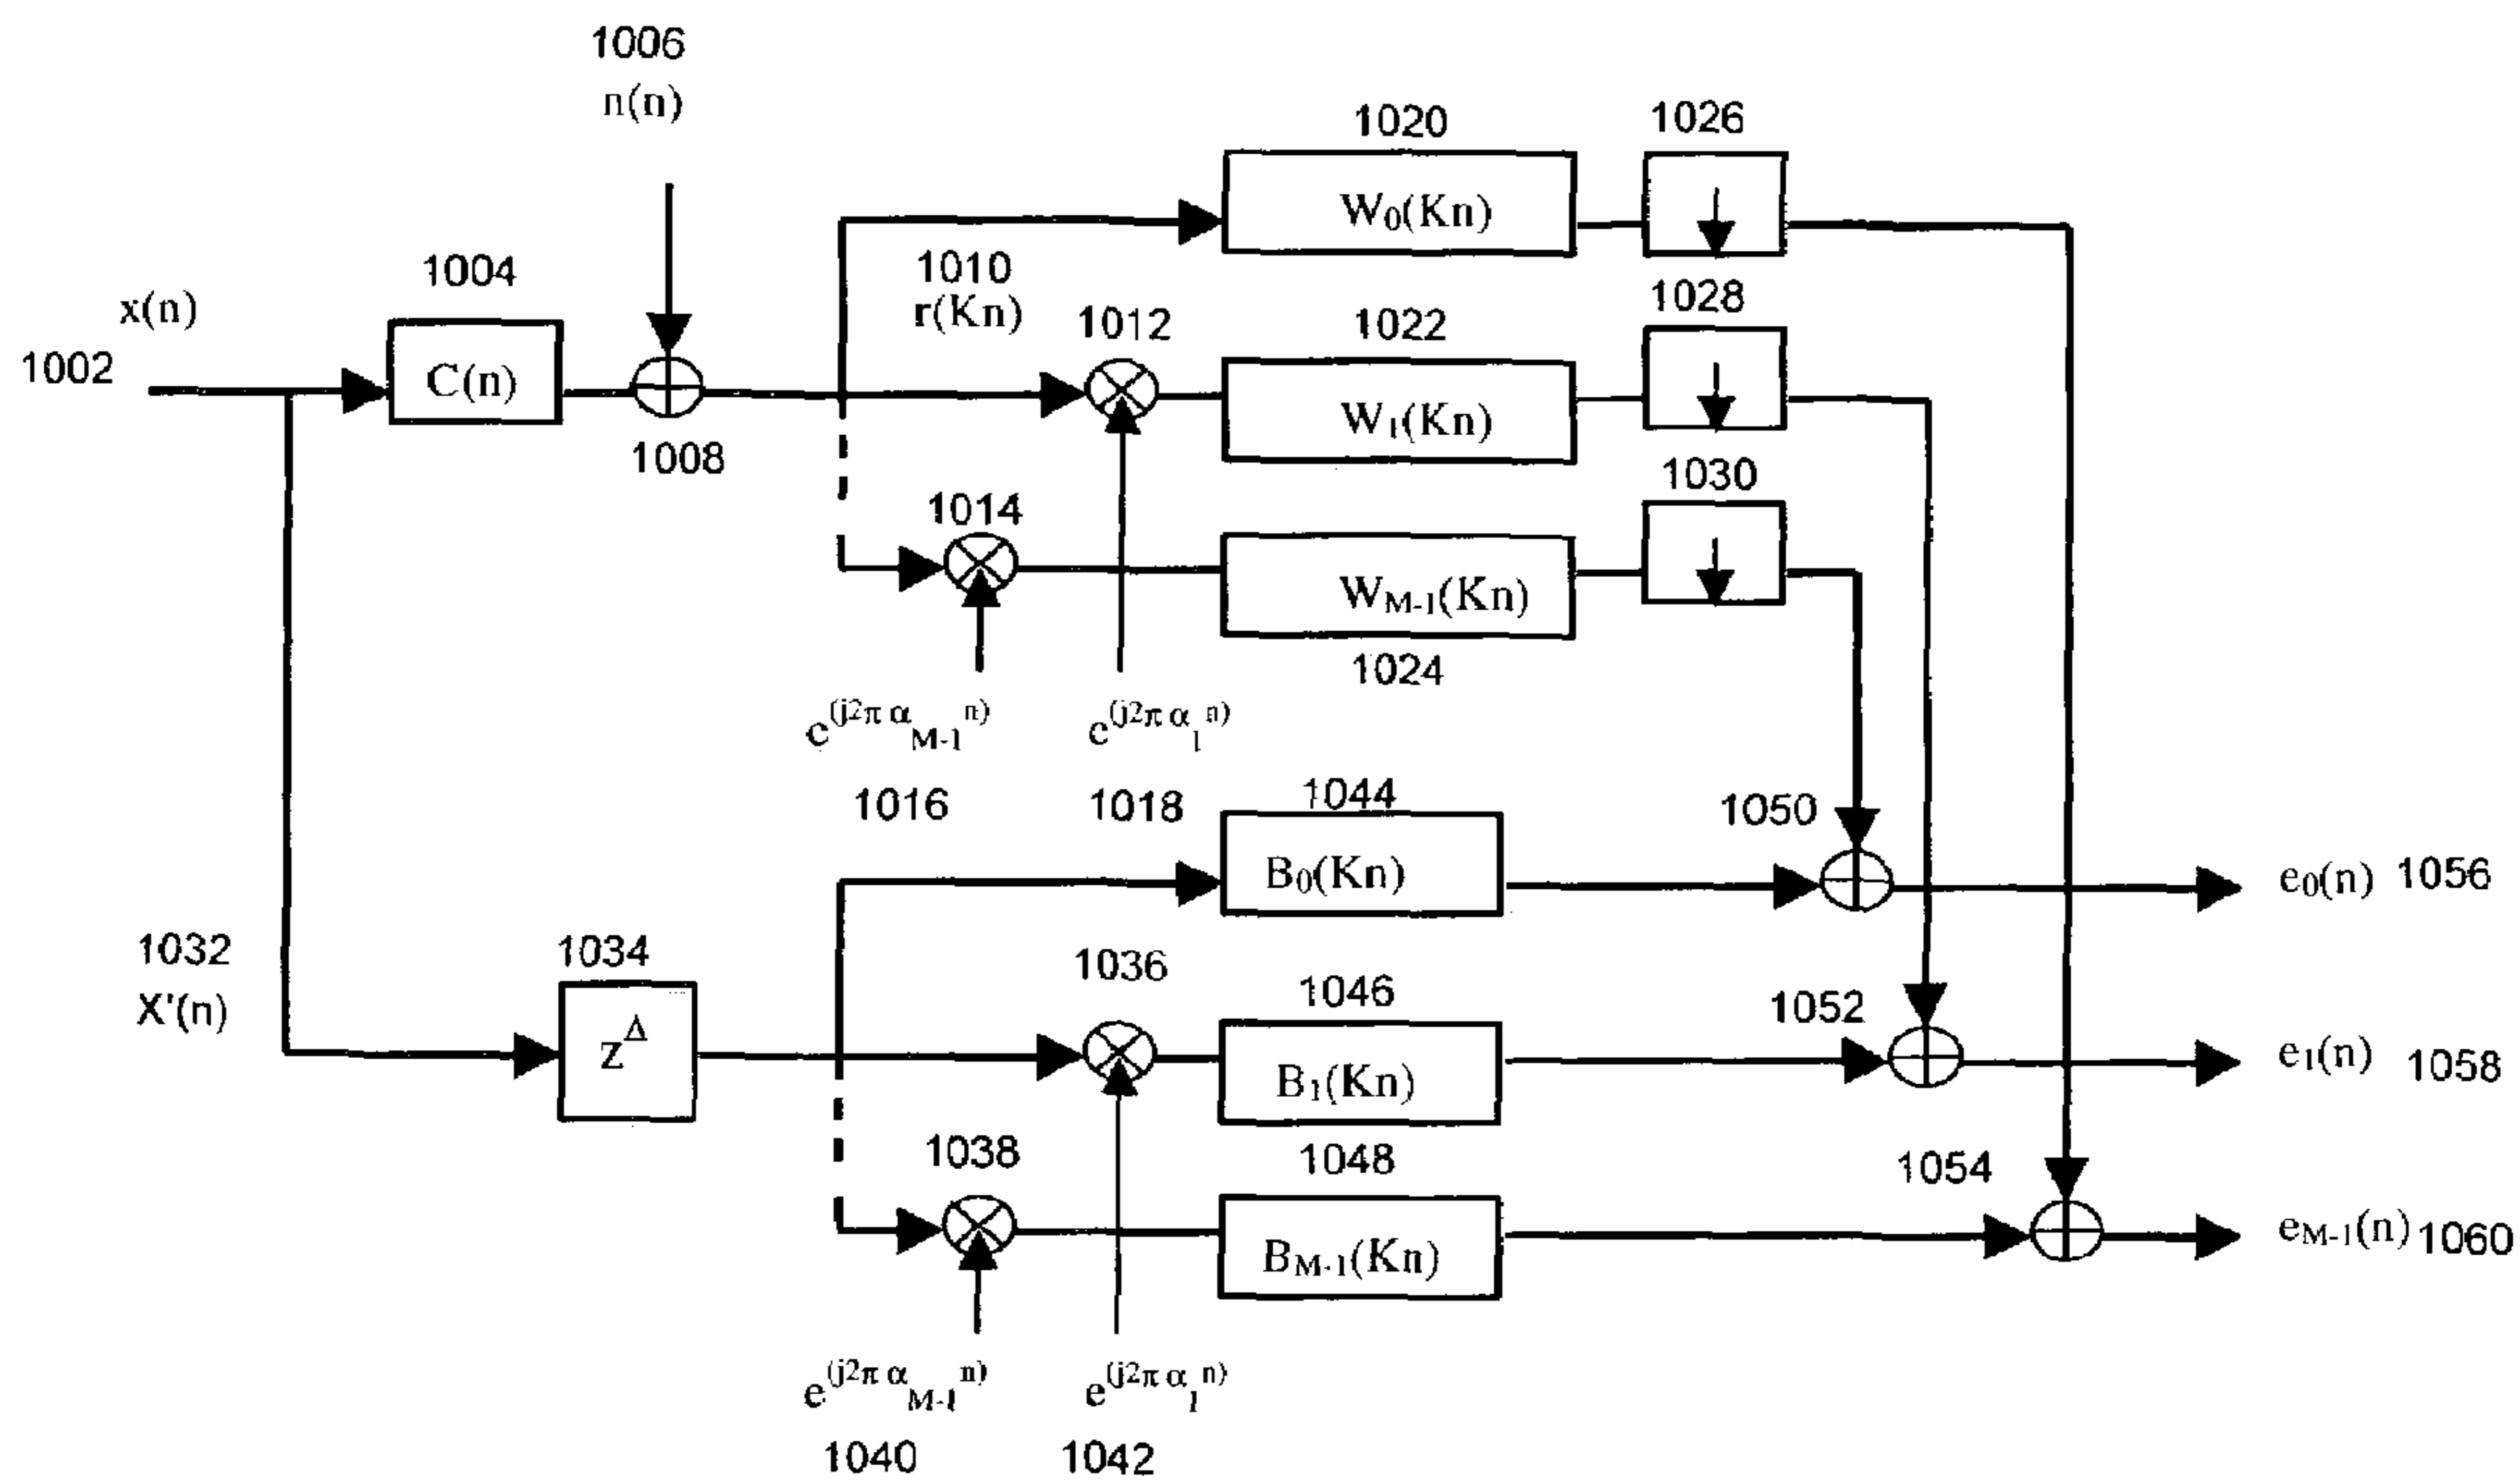 1006
n(n)
1020
1026
W0(Kn)
1004
1010
r(Kn)
1028
x(n)
1012
1022
1002
C(n)
W1(Kn)
1008
1030
1014
WM-1(Kn)
1024
e(j2π αM-1 n)
e(j2π α1 n)
1016
1018
1044
1050
B0(Kn)
e0(n) 1056
1032
1034
1036
X'(n)
1046
1052
zΔ
B1(Kn)
e1(n) 1058
1038
1048
1054
BM-1(Kn)
eM-1(n) 1060
e(j2π αM-1 n)
e(j2π α1 n)
1040
1042